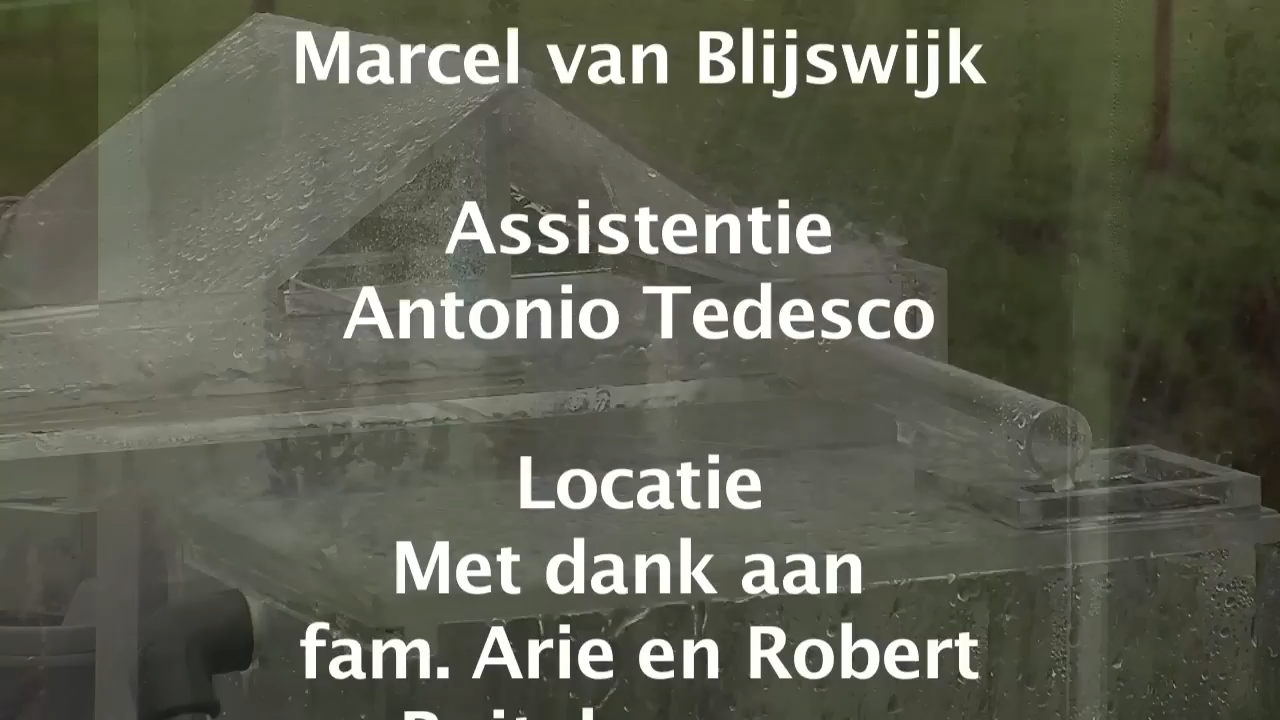 Marcel van Blijswijk
Assistentie
Antonio Tedesco
Locatie
Met dank aan
fam. Arie en Robert